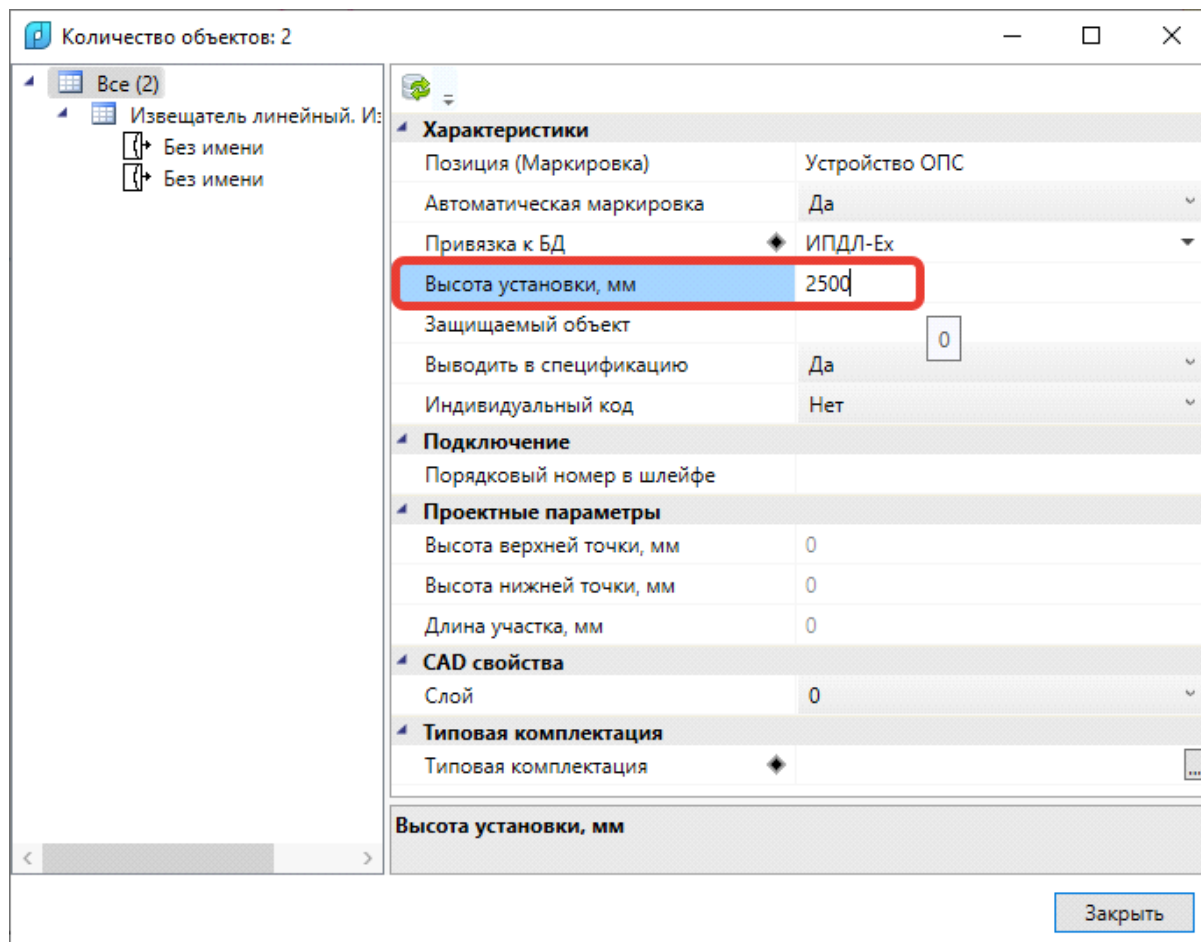 Количество объектов: 2
Все (2)
Извещатель линейный. Из
Без имени
Без имени
Характеристики
Позиция (Маркировка) Устройство ОПС
Автоматическая маркировка Да
Привязка к БД ИПДЛ-Ex
Высота установки, мм 2500
Защищаемый объект
0
Выводить в спецификацию Да
Индивидуальный код Нет
Подключение
Порядковый номер в шлейфе
Проектные параметры
Высота верхней точки, мм 0
Высота нижней точки, мм 0
Длина участка, мм 0
CAD свойства
Слой 0
Типовая комплектация
Типовая комплектация ...
Высота установки, мм
Закрыть